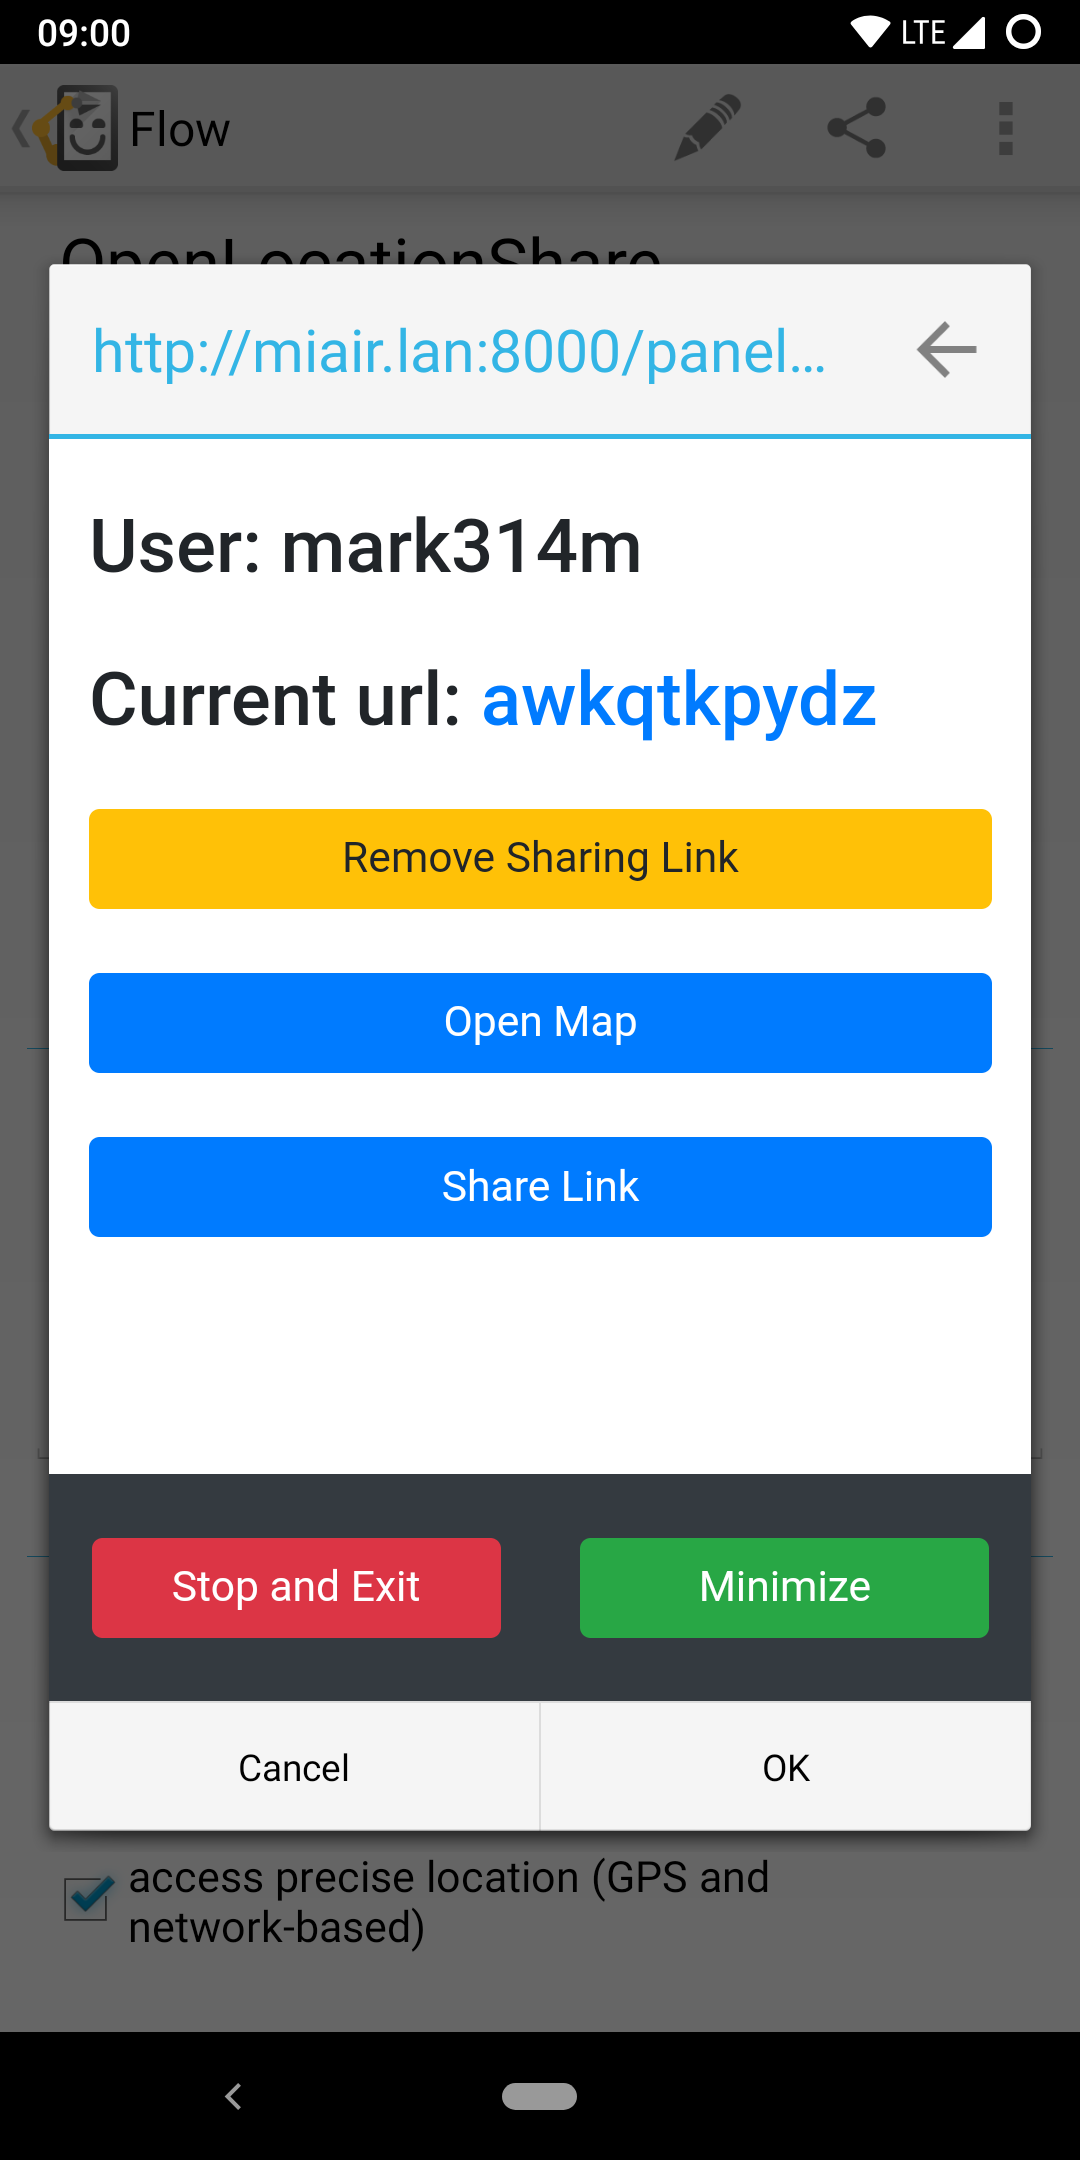 09:00
LTE
Flow
OpenLocationShare
http://miair.lan:8000/panel...
User: mark314m
Current url: awkqtkpydz
Remove Sharing Link
Open Map
Share Link
Stop and Exit
Minimize
Cancel
OK
access precise location (GPS and
network-based)